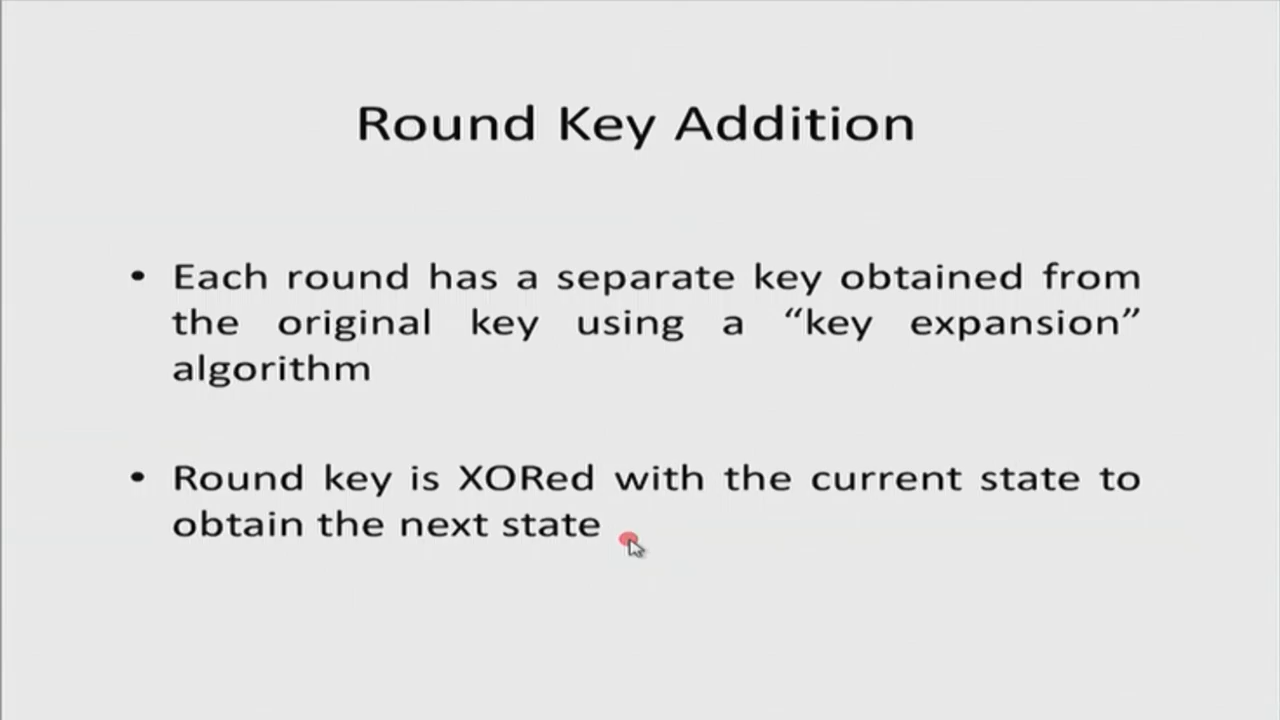 Round Key Addition
• Each round has a separate key obtained from
the original key using a “key expansion”
algorithm
• Round key is XORed with the current state to
obtain the next state